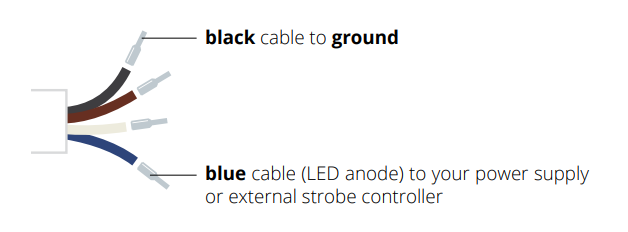 black cable to ground
blue cable (LED anode) to your power supply
or external strobe controller